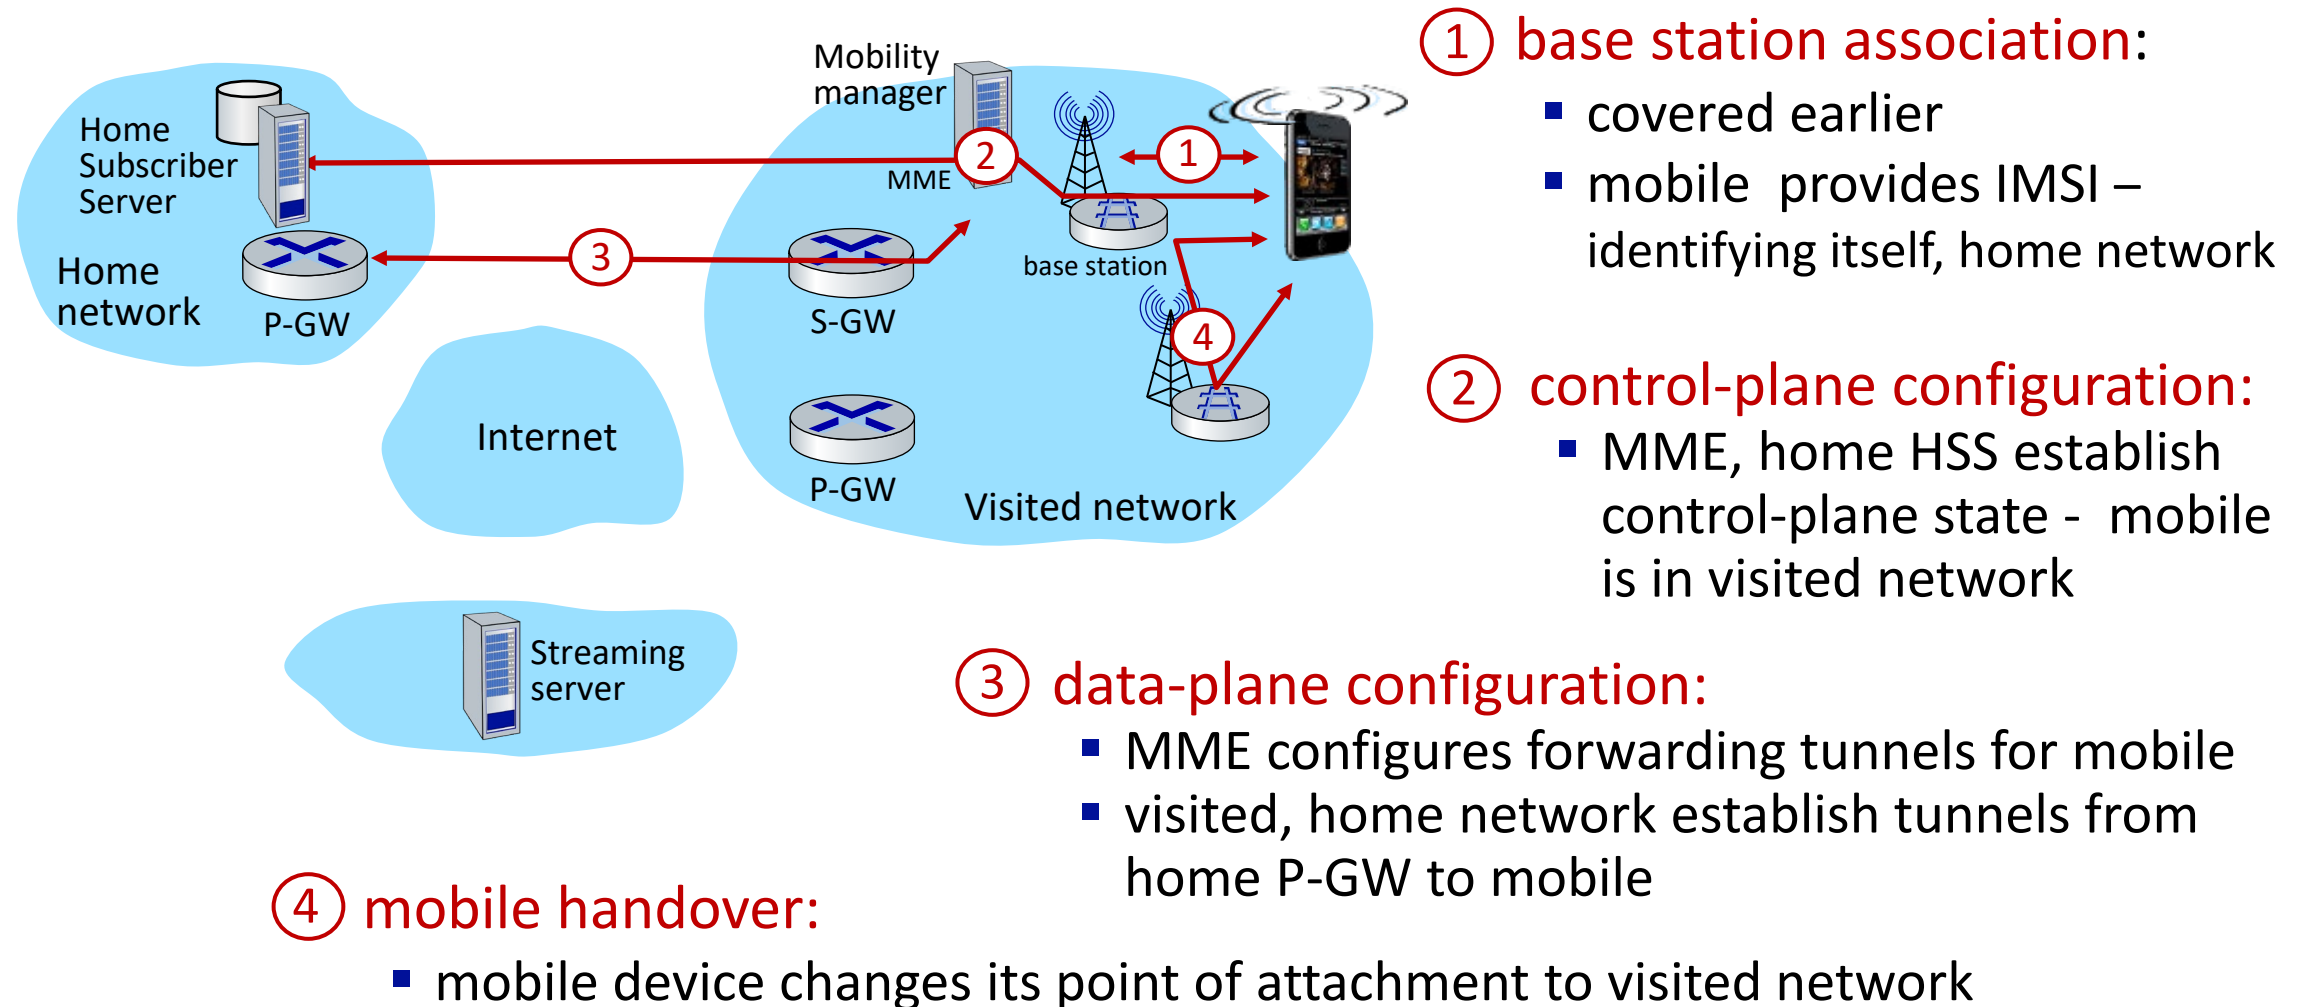 Mobility
manager
Home
Subscriber
Server
2
1
MME
Home
network
P-GW
3
S-GW
base station
4
Internet
P-GW
Visited network
Streaming
server
1 base station association:
▪ covered earlier
▪ mobile provides IMSI –
identifying itself, home network
2 control-plane configuration:
▪ MME, home HSS establish
control-plane state - mobile
is in visited network
3 data-plane configuration:
▪ MME configures forwarding tunnels for mobile
▪ visited, home network establish tunnels from
home P-GW to mobile
4 mobile handover:
▪ mobile device changes its point of attachment to visited network